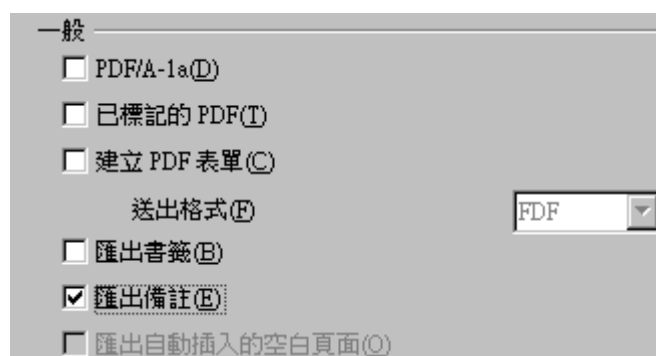 一般
PDF/A-1a(D)
已標記的 PDF(T)
建立 PDF 表單(C)
送出格式(F) FDF
匯出書籤(B)
匯出備註(E)
匯出自動插入的空白頁面(O)